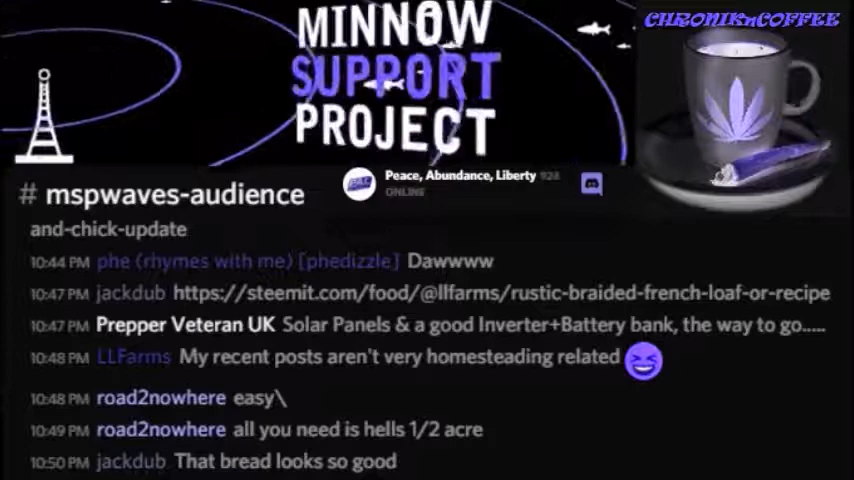 MINNOW
SUPPORT
PROJECT
CHRONIKnCOFFEE
# mspwaves-audience
Peace, Abundance, Liberty 928
ONLINE
and-chick-update
10:44 PM phe (rhymes with me) [phedizzle] Dawwww
10:47 PM jackdub https://steemit.com/food/@llfarms/rustic-braided-french-loaf-or-recipe
10:47 PM Prepper Veteran UK Solar Panels & a good Inverter+Battery bank, the way to go.....
10:48 PM LLFarms My recent posts aren't very homesteading related
10:48 PM road2nowhere easy\
10:49 PM road2nowhere all you need is hells 1/2 acre
10:50 PM jackdub That bread looks so good